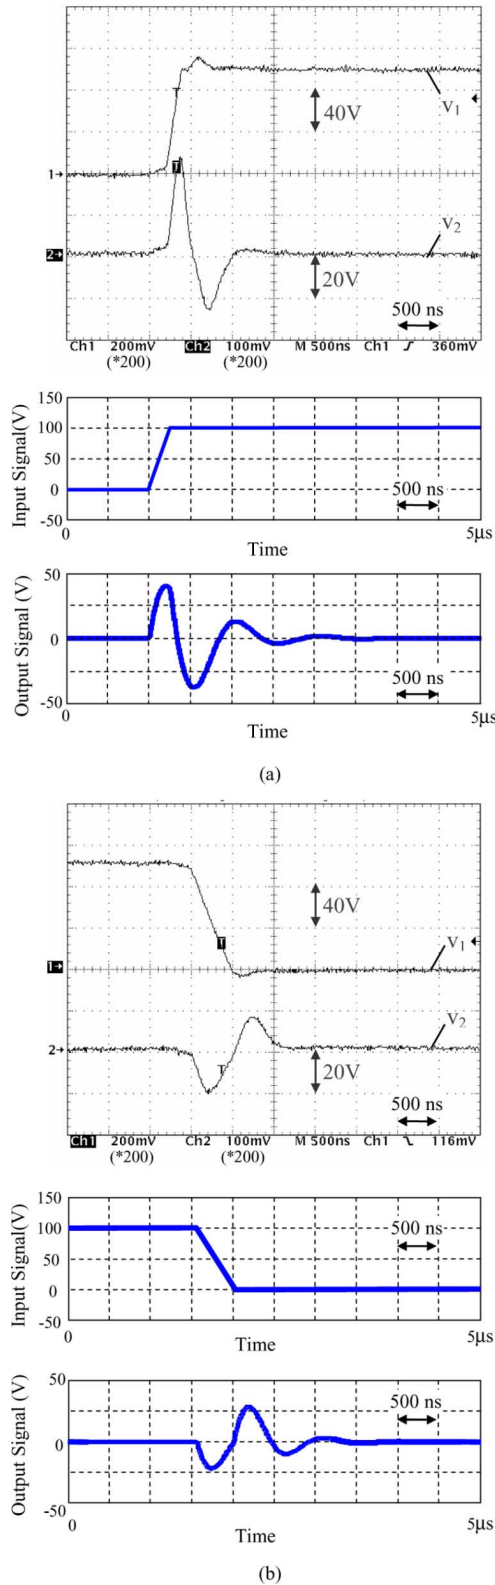 1→
40V
V1
T
T
2→
V2
20V
500 ns
Ch1 200mV Ch2 100mV M 500ns Ch1 360mV
(*200) (*200)
Input Signal(V)
150
100
50
0
-50
500 ns
0 5μs
Time
Output Signal (V)
50
0
-50
500 ns
0 5μs
Time
(a)
40V
T
V1
1→
2→
V2
T
20V
500 ns
Ch1 200mV Ch2 100mV M 500ns Ch1 116mV
(*200) (*200)
Input Signal(V)
150
100
50
0
-50
500 ns
0 5μs
Time
Output Signal (V)
50
0
-50
500 ns
0 5μs
Time
(b)